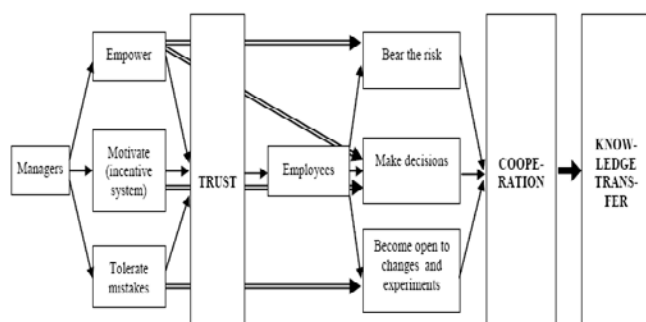 Managers
Empower
Motivate
(incentive
system)
Tolerate
mistakes
TRUST
Employees
Bear the risk
Make decisions
Become open to
changes and
experiments
COOPE-
RATION
KNOW-
LEDGE
TRANS-
FER